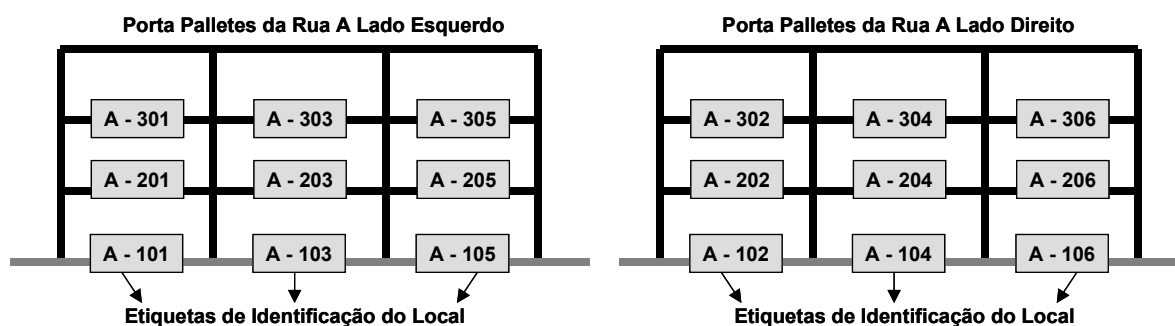 Porta Palletes da Rua A Lado Esquerdo
A - 301 A - 303 A - 305
A - 201 A - 203 A - 205
A - 101 A - 103 A - 105
Etiquetas de Identificação do Local
Porta Palletes da Rua A Lado Direito
A - 302 A - 304 A - 306
A - 202 A - 204 A - 206
A - 102 A - 104 A - 106
Etiquetas de Identificação do Local